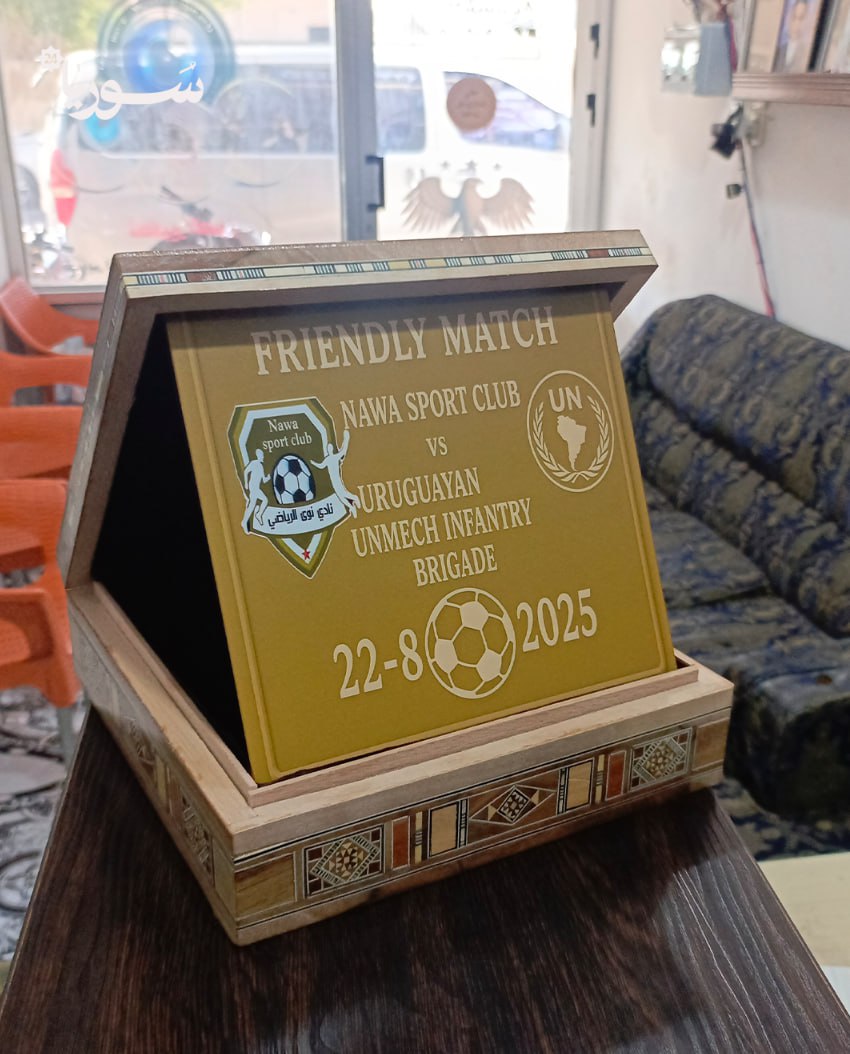 سوريا
24
FRIENDLY MATCH
Nawa
sport club
نادي نوى الرياضي
NAWA SPORT CLUB
VS
URUGUAYAN
UNMECH INFANTRY
BRIGADE
UN
22-8 2025